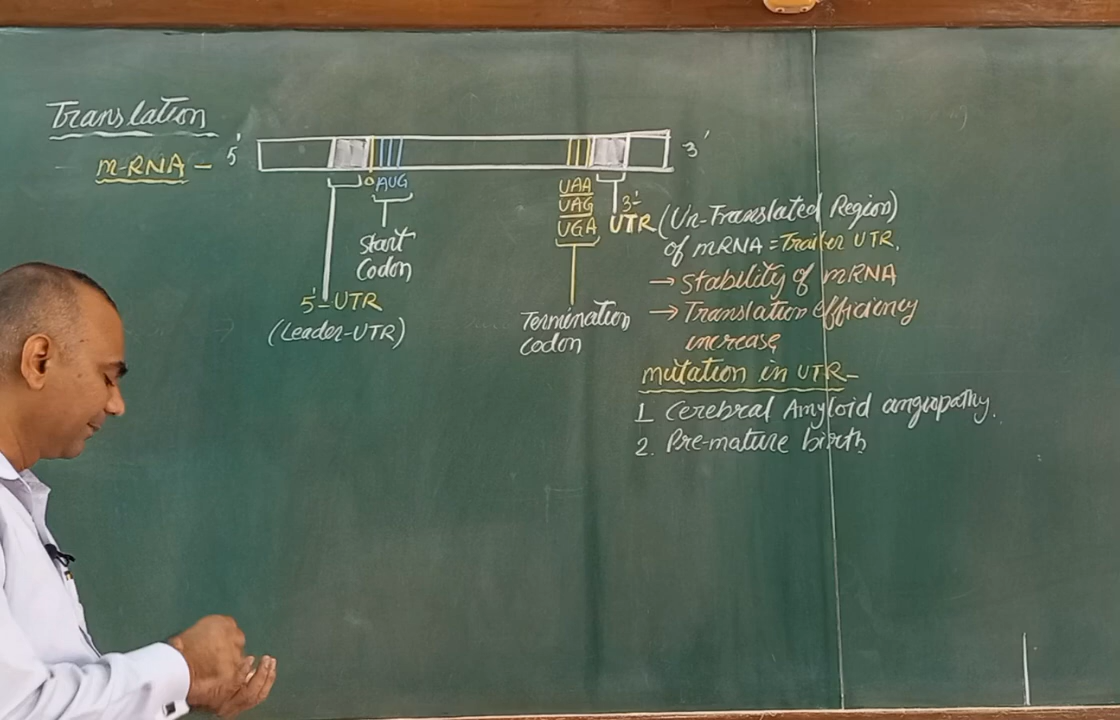 Translation
m-RNA –
5'
3'
AUG
Start
Codon
5'-UTR
(Leader-UTR)
UAA
UAG
UGA
Termination
codon
3'-
UTR (Un-Translated Region)
of mRNA = Trailer UTR.
→ Stability of mRNA
→ Translation efficiency
increase
mutation in UTR–
1. Cerebral Amyloid angiopathy.
2. Pre-mature birth